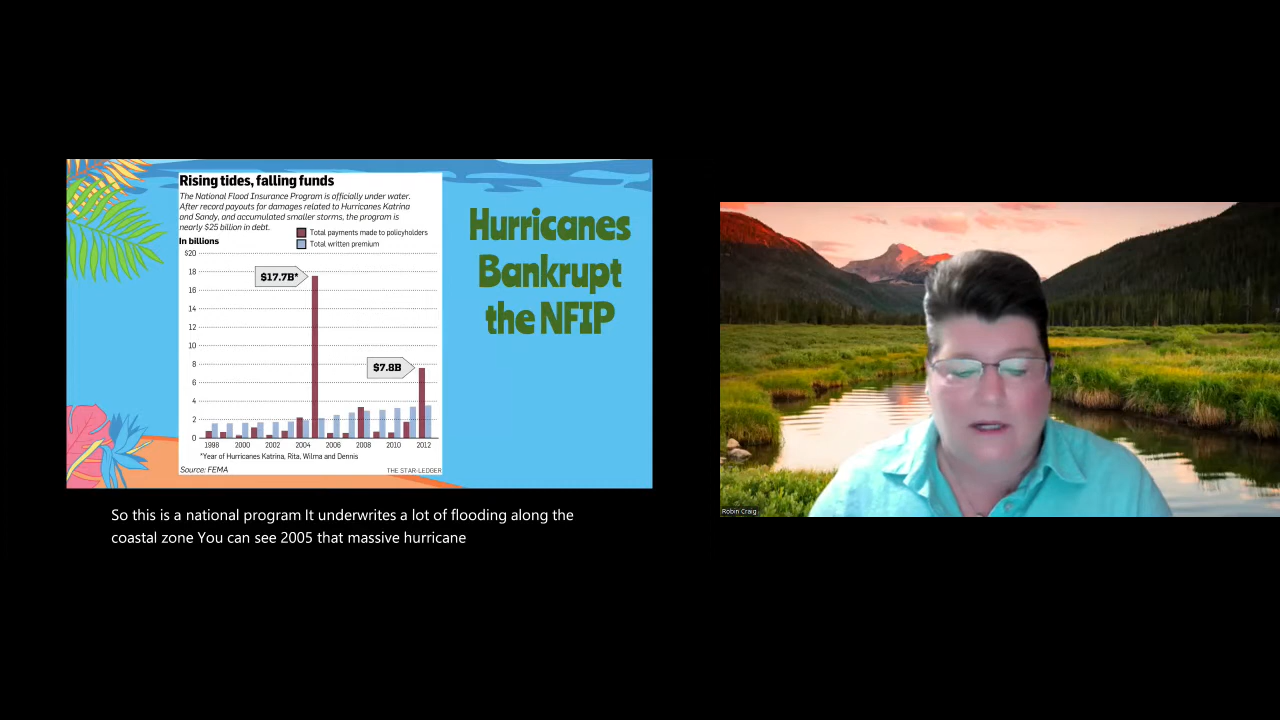 Rising tides, falling funds
The National Flood Insurance Program is officially under water.
After record payouts for damages related to Hurricanes Katrina
and Sandy, and accumulated smaller storms, the program is
nearly $25 billion in debt.
In billions
Total payments made to policyholders
Total written premium
$20
18
16
14
12
10
8
6
4
2
0
$17.7B*
$7.8B
1998 2000 2002 2004 2006 2008 2010 2012
*Year of Hurricanes Katrina, Rita, Wilma and Dennis
Source: FEMA
THE STAR-LEDGER
Hurricanes
Bankrupt
the NFIP
So this is a national program It underwrites a lot of flooding along the
coastal zone You can see 2005 that massive hurricane
Robin Craig